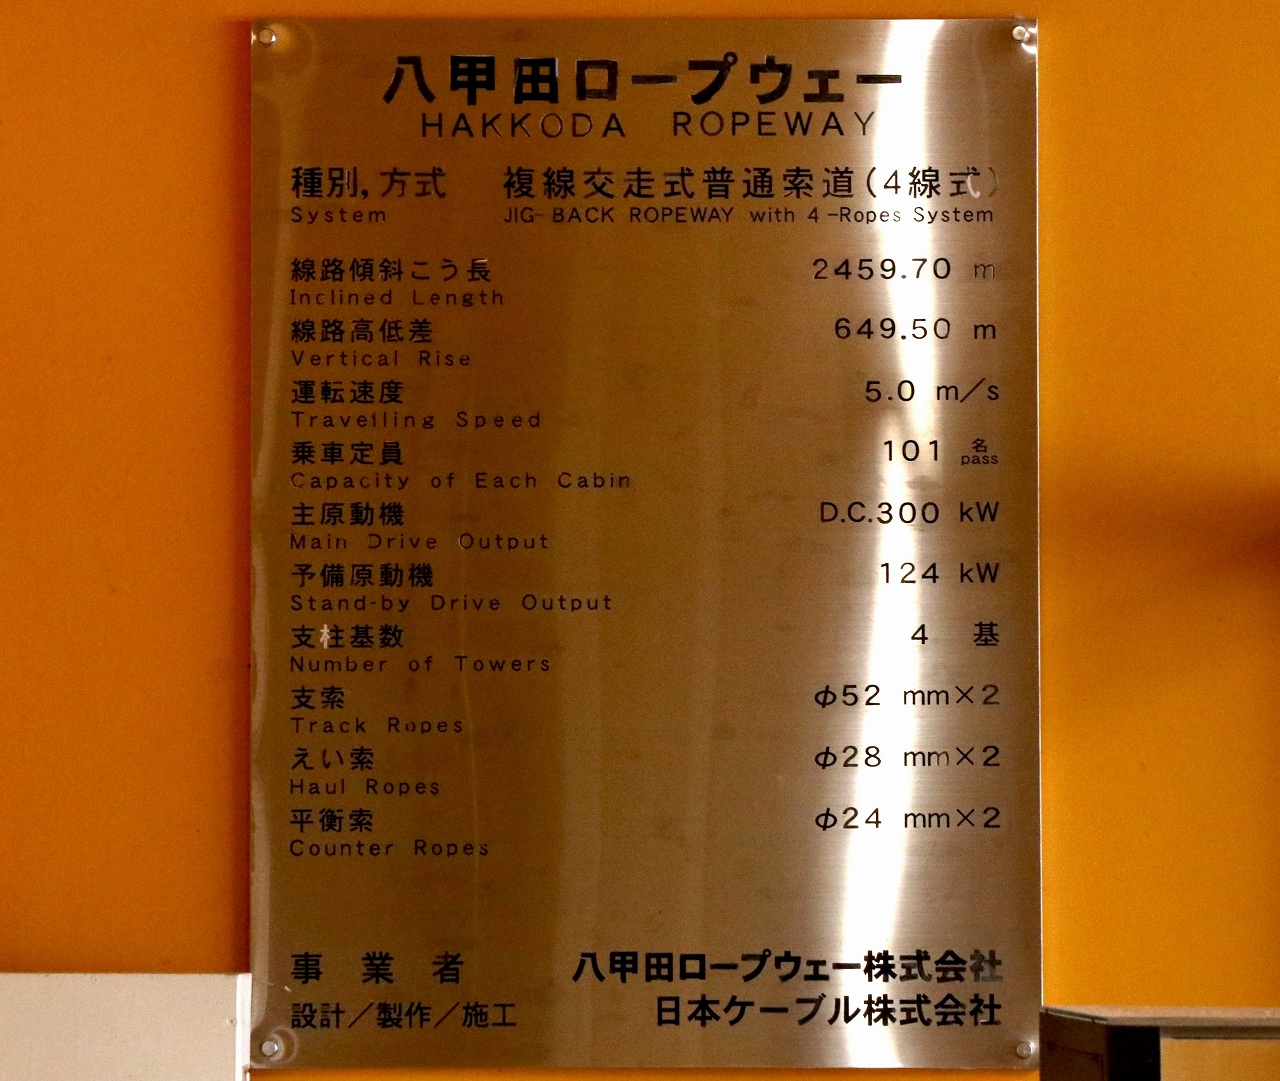 八甲田ロープウェー
HAKKODA ROPEWAY
種別,方式 複線交走式普通索道(4線式)
System JIG-BACK ROPEWAY with 4-Ropes System
線路傾斜こう長 2459.70 m
Inclined Length
線路高低差 649.50 m
Vertical Rise
運転速度 5.0 m/s
Travelling Speed
乗車定員 101 名 pass
Capacity of Each Cabin
主原動機 D.C.300 kW
Main Drive Output
予備原動機 124 kW
Stand-by Drive Output
支柱基数 4 基
Number of Towers
支索 φ52 mm×2
Track Ropes
えい索 φ28 mm×2
Haul Ropes
平衡索 φ24 mm×2
Counter Ropes
事業者 八甲田ロープウェー株式会社
設計/製作/施工 日本ケーブル株式会社